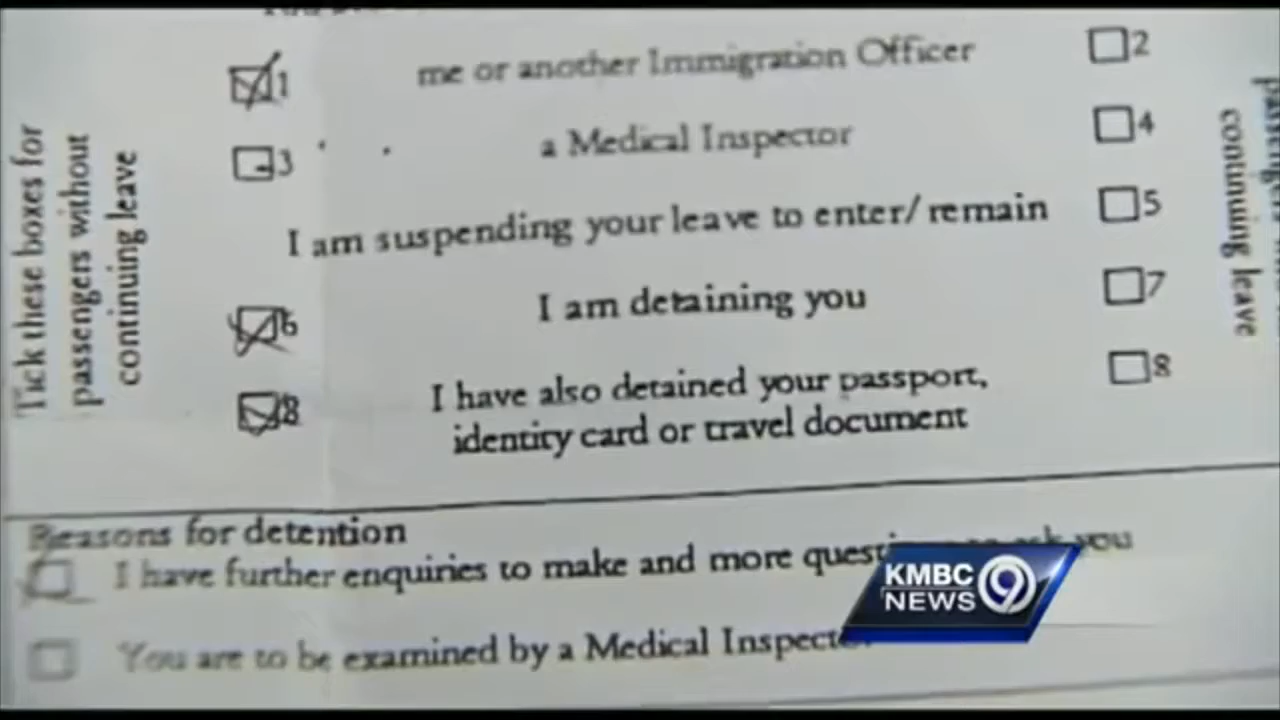 1 me or another Immigration Officer 2
3 a Medical Inspector 4
I am suspending your leave to enter/remain 5
6 I am detaining you 7
8 I have also detained your passport, 8
identity card or travel document
Tick these boxes for
passengers without
continuing leave
continuing leave
Reasons for detention
I have further enquiries to make and more you
You are to be examined by a Medical
KMBC 9
NEWS